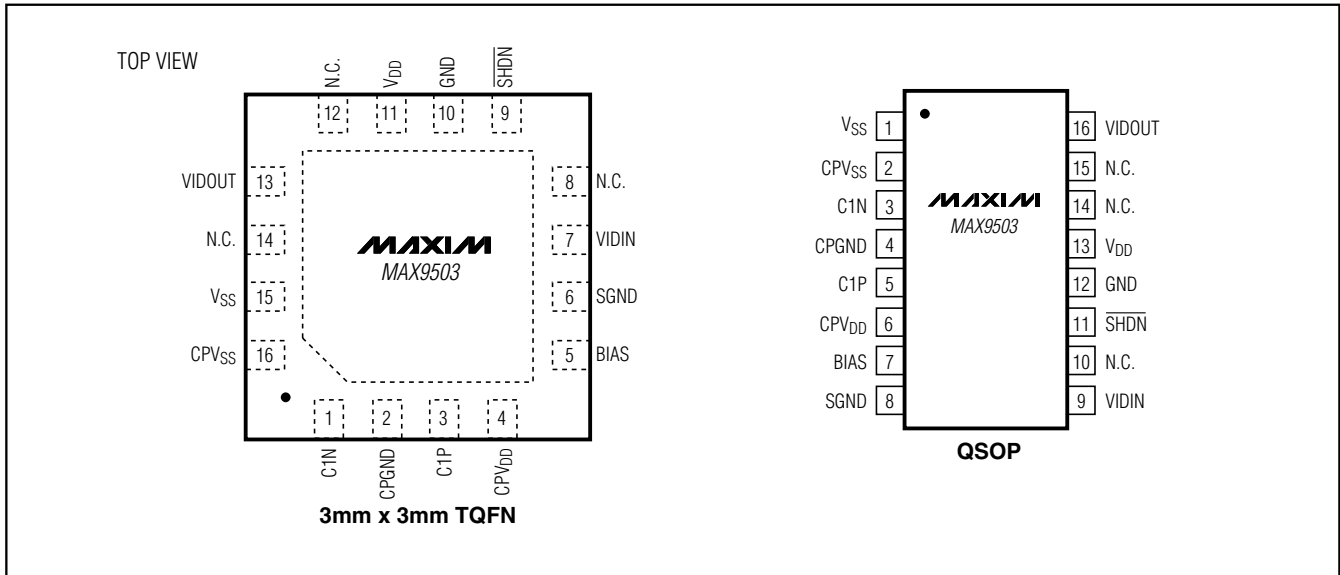 TOP VIEW
N.C.
VDD
GND
SHDN
12
11
10
9
VIDOUT 13
N.C. 14
VSS 15
CPVSS 16
MAXIM
MAX9503
8 N.C.
7 VIDIN
6 SGND
5 BIAS
1
2
3
4
C1N
CPGND
C1P
CPVDD
3mm x 3mm TQFN
VSS 1
CPVSS 2
C1N 3
CPGND 4
C1P 5
CPVDD 6
BIAS 7
SGND 8
MAXIM
MAX9503
16 VIDOUT
15 N.C.
14 N.C.
13 VDD
12 GND
11 SHDN
10 N.C.
9 VIDIN
QSOP